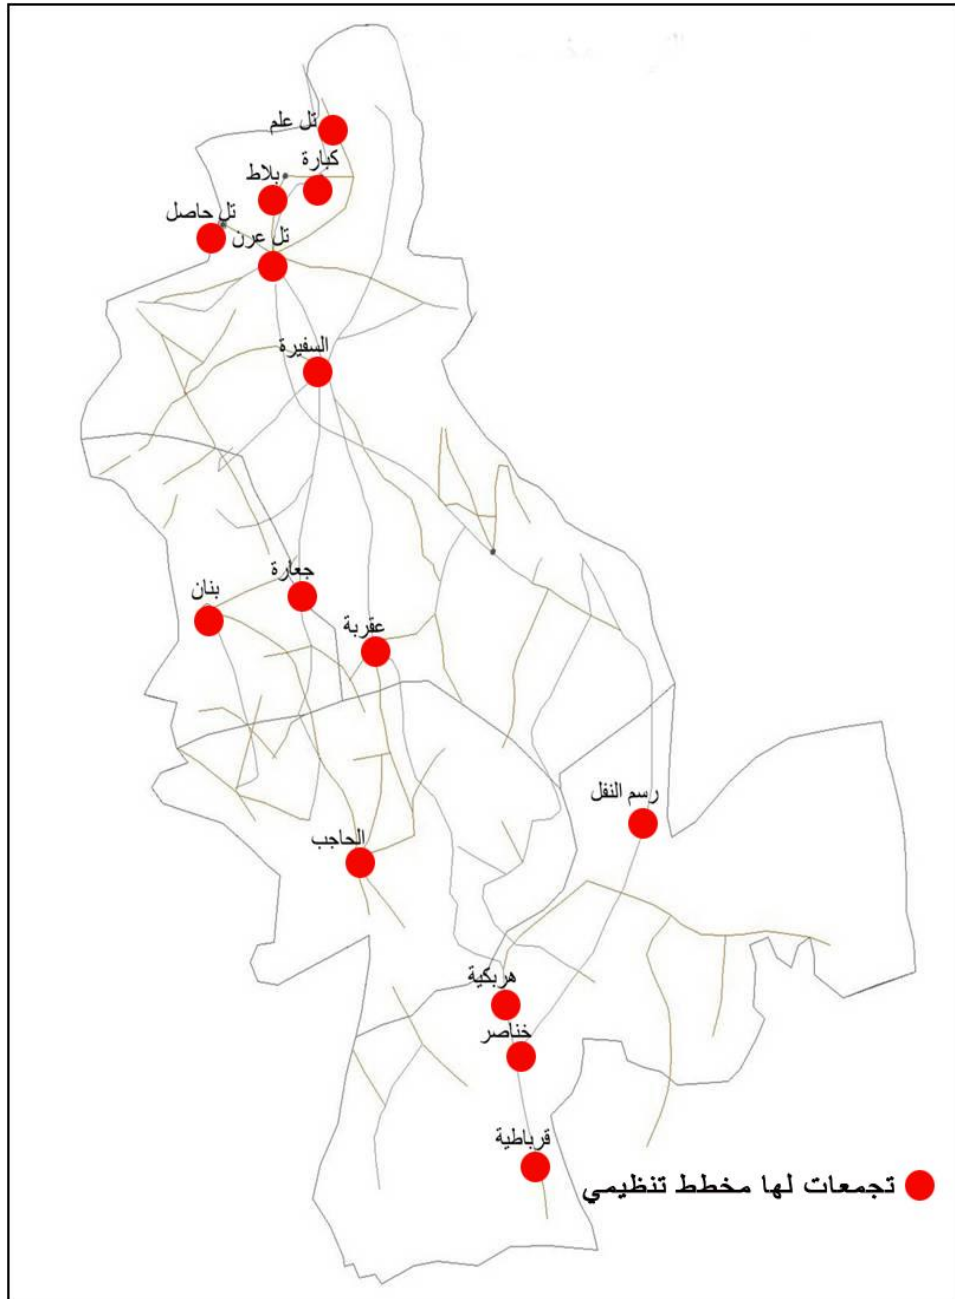 تل علم
كبارة
بلاط
تل حاصل
تل عرن
السفيرة
جعارة
بنان
عقربة
رسم النفل
الحاجب
هربكية
خناصر
قرباطية
تجمعات لها مخطط تنظيمي